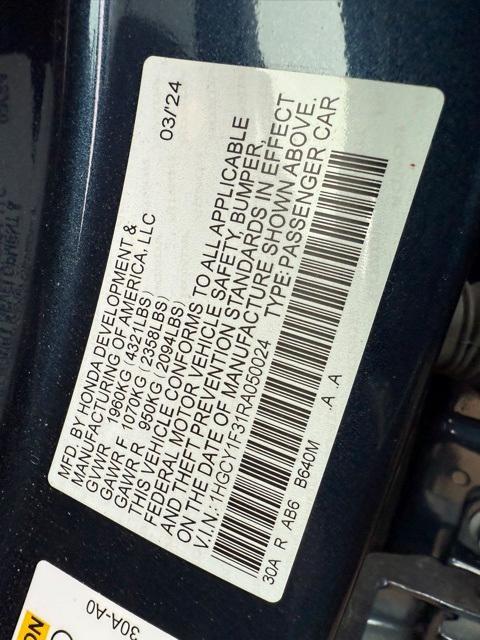 MFD. BY HONDA DEVELOPMENT &
MANUFACTURING OF AMERICA, LLC 03/'24
GVWR 1960KG (4321LBS)
GAWR F 1070KG (2358LBS)
GAWR R 950KG (2094LBS)
THIS VEHICLE CONFORMS TO ALL APPLICABLE
FEDERAL MOTOR VEHICLE SAFETY, BUMPER,
AND THEFT PREVENTION STANDARDS IN EFFECT
ON THE DATE OF MANUFACTURE SHOWN ABOVE.
V.I.N.: 1HGCY1F31RA050024 TYPE: PASSENGER CAR
30A R AB6 B640M .A .A
30A-A0